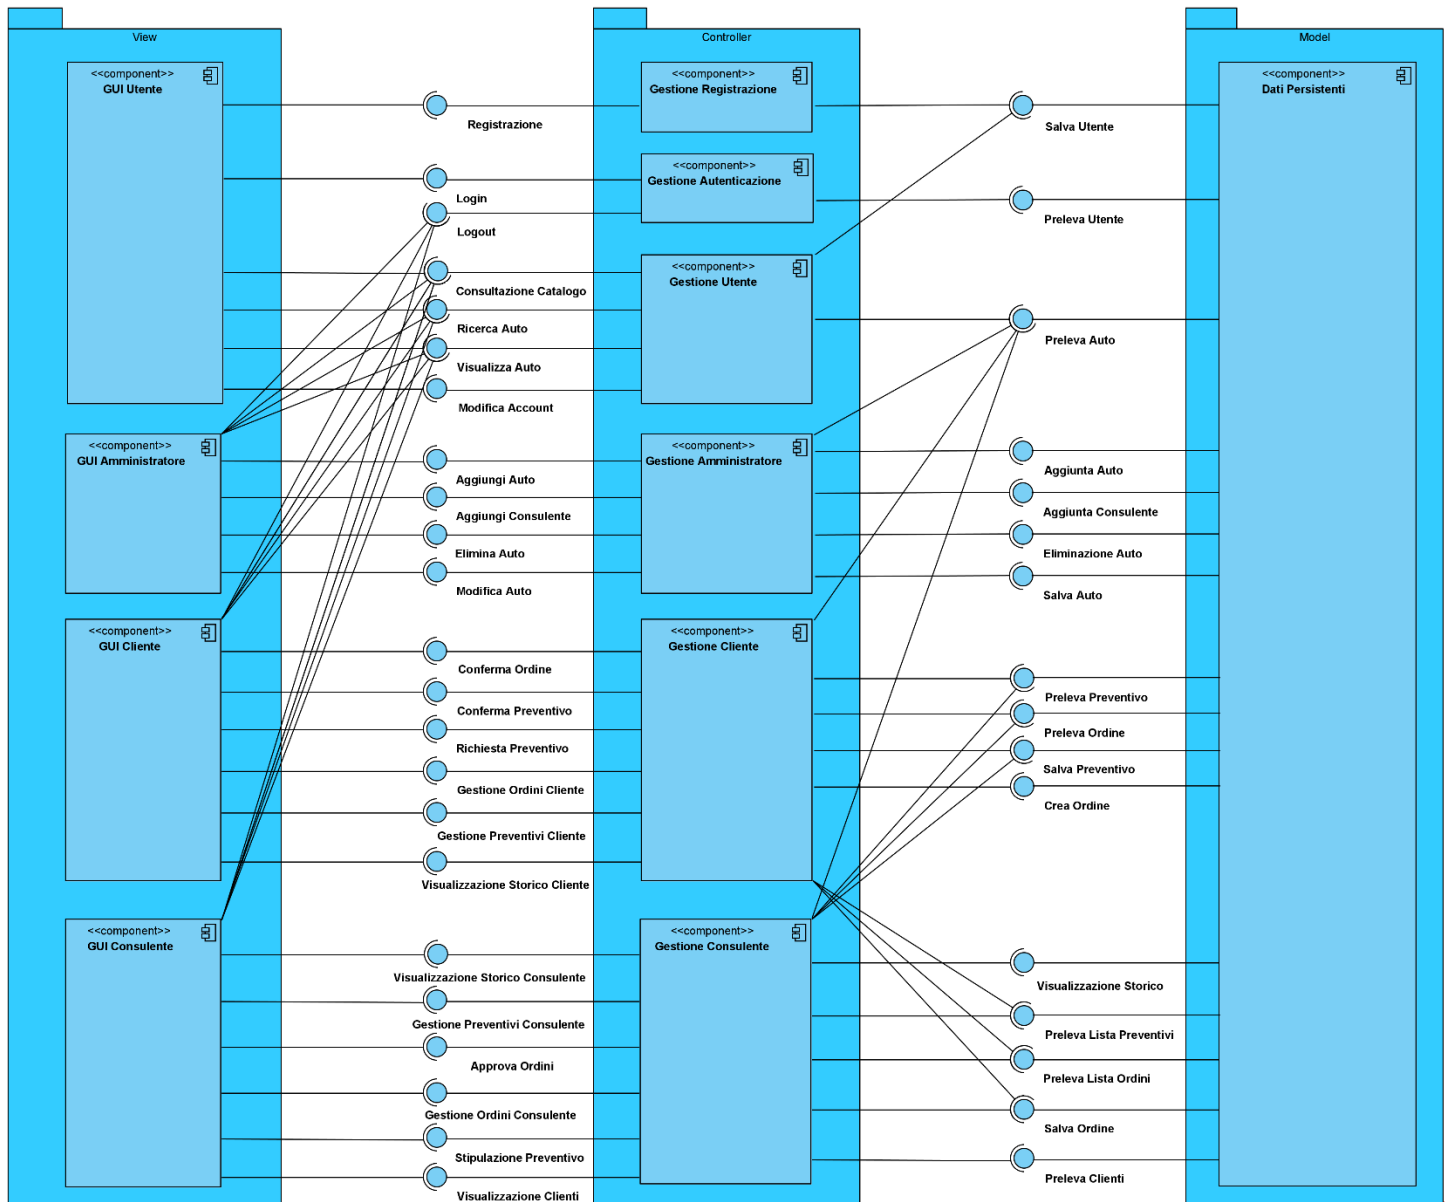 View
Controller
Model
<<component>>
GUI Utente
<<component>>
Gestione Registrazione
<<component>>
Dati Persistenti
Registrazione
Salva Utente
<<component>>
Gestione Autenticazione
Login
Preleva Utente
Logout
<<component>>
Gestione Utente
Consultazione Catalogo
Ricerca Auto
Preleva Auto
Visualizza Auto
Modifica Account
<<component>>
GUI Amministratore
<<component>>
Gestione Amministratore
Aggiungi Auto
Aggiunta Auto
Aggiungi Consulente
Aggiunta Consulente
Elimina Auto
Eliminazione Auto
Modifica Auto
Salva Auto
<<component>>
GUI Cliente
<<component>>
Gestione Cliente
Conferma Ordine
Preleva Preventivo
Conferma Preventivo
Preleva Ordine
Richiesta Preventivo
Salva Preventivo
Gestione Ordini Cliente
Crea Ordine
Gestione Preventivi Cliente
Visualizzazione Storico Cliente
<<component>>
GUI Consulente
<<component>>
Gestione Consulente
Visualizzazione Storico Consulente
Visualizzazione Storico
Gestione Preventivi Consulente
Preleva Lista Preventivi
Approva Ordini
Preleva Lista Ordini
Gestione Ordini Consulente
Salva Ordine
Stipulazione Preventivo
Preleva Clienti
Visualizzazione Clienti